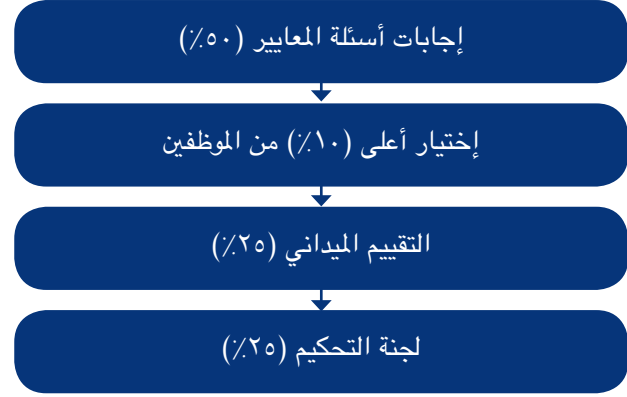 إجابات أسئلة المعايير (٥٠٪)
إختيار أعلى (١٠٪) من الموظفين
التقييم الميداني (٢٥٪)
لجنة التحكيم (٢٥٪)